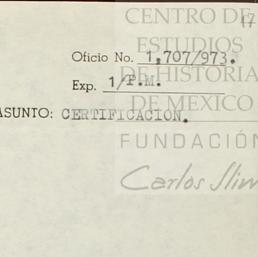 CENTRO DE
ESTUDIOS
Oficio No. 1,707/973.
DE HISTORIA
Exp. 1/P.M.
DE MEXICO
ASUNTO: CERTIFICACION.
FUNDACIÓN
Carlos Slim